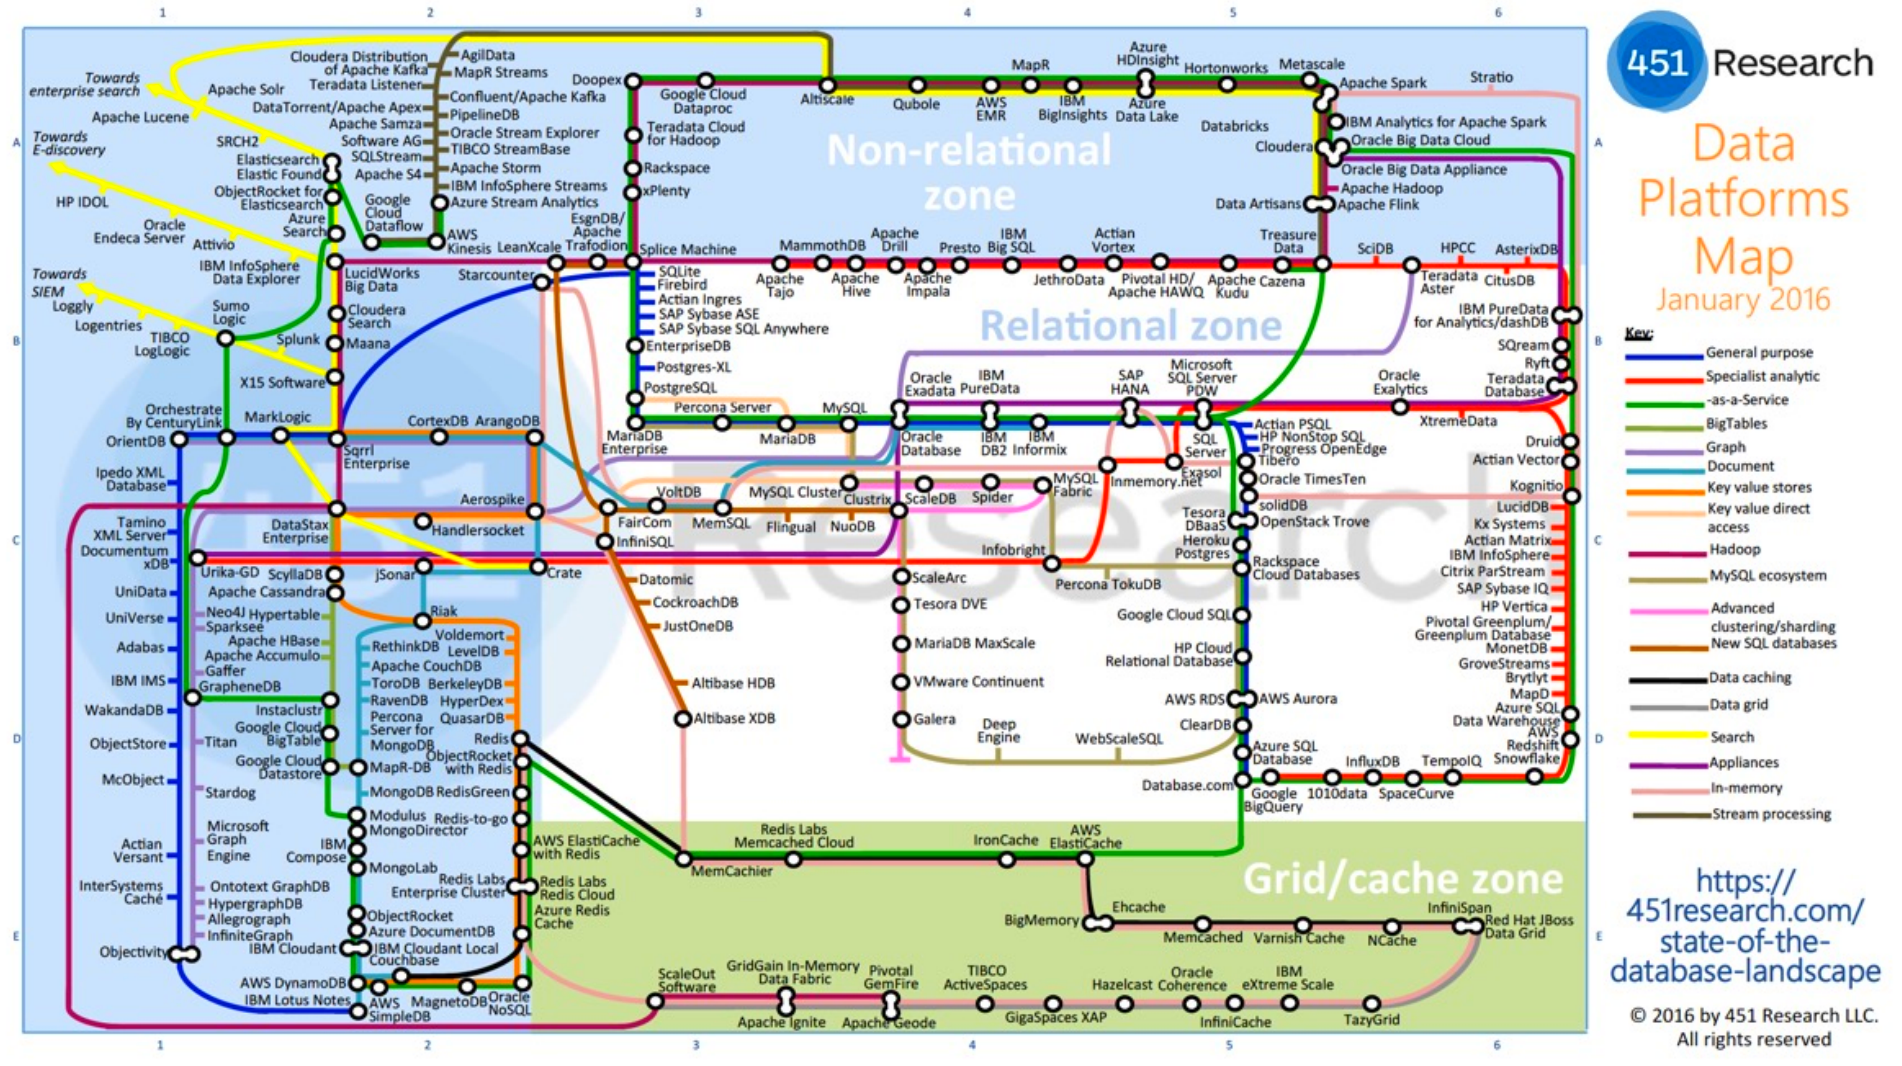 1
2
3
4
5
6
A
B
C
D
E
Towards
enterprise search
Apache Solr
Apache Lucene
SRCH2
Towards
E-discovery
HP IDOL
Oracle
Endeca Server
Attivio
IBM InfoSphere
Data Explorer
Towards
SIEM
Loggly
Logentries
TIBCO
LogLogic
Sumo
Logic
Splunk
X15 Software
Elasticsearch
Elastic Found
ObjectRocket for
Elasticsearch
Azure
Search
Google
Cloud
Dataflow
AWS
Kinesis
LucidWorks
Big Data
Cloudera
Search
Maana
Cloudera Distribution
of Apache Kafka
Teradata Listener
DataTorrent/Apache Apex
Apache Samza
Software AG
SQLStream
Apache S4
AgilData
MapR Streams
Confluent/Apache Kafka
PipelineDB
Oracle Stream Explorer
TIBCO StreamBase
Apache Storm
IBM InfoSphere Streams
Azure Stream Analytics
Doopex
Google Cloud
Dataproc
Teradata Cloud
for Hadoop
Rackspace
xPlenty
Altiscale
Qubole
AWS
EMR
MapR
IBM
BigInsights
Azure
HDInsight
Azure
Data Lake
Hortonworks
Metascale
Apache Spark
Stratio
Databricks
IBM Analytics for Apache Spark
Cloudera
Oracle Big Data Cloud
Oracle Big Data Appliance
Apache Hadoop
Data Artisans
Apache Flink
Non-relational
zone
LeanXcale
EsgnDB/
Apache
Trafodion
Splice Machine
Starcounter
MammothDB
Apache
Tajo
Apache
Hive
Apache
Drill
Apache
Impala
Presto
IBM
Big SQL
JethroData
Actian
Vortex
Pivotal HD/
Apache HAWQ
Apache
Kudu
Cazena
Treasure
Data
SciDB
HPCC
AsterixDB
Teradata
Aster
CitusDB
SQLite
Firebird
Actian Ingres
SAP Sybase ASE
SAP Sybase SQL Anywhere
EnterpriseDB
Postgres-XL
PostgreSQL
Relational zone
IBM PureData
for Analytics/dashDB
SQream
Ryft
Teradata
Database
Percona Server
MariaDB
Enterprise
MariaDB
MySQL
Oracle
Exadata
Oracle
Database
IBM
PureData
IBM
DB2
IBM
Informix
SAP
HANA
Microsoft
SQL Server
PDW
SQL
Server
Oracle
Exalytics
XtremeData
Actian PSQL
HP NonStop SQL
Progress OpenEdge
Tibero
Oracle TimesTen
solidDB
Druid
Actian Vector
Kognitio
Orchestrate
By CenturyLink
OrientDB
MarkLogic
CortexDB
ArangoDB
Sqrrl
Enterprise
Ipedo XML
Database
Tamino
XML Server
Documentum
xDB
UniData
UniVerse
Adabas
IBM IMS
WakandaDB
ObjectStore
McObject
Actian
Versant
InterSystems
Caché
Objectivity
DataStax
Enterprise
Aerospike
Handlersocket
Urika-GD
ScyllaDB
Apache Cassandra
jSonar
Crate
Riak
Neo4J
Hypertable
Sparksee
Apache HBase
Apache Accumulo
Gaffer
GrapheneDB
Instaclustr
Google Cloud
BigTable
Titan
Google Cloud
Datastore
Stardog
Microsoft
Graph
Engine
Ontotext GraphDB
HypergraphDB
Allegrograph
InfiniteGraph
RethinkDB
Apache CouchDB
ToroDB
RavenDB
Percona
Server for
MongoDB
MapR-DB
MongoDB
Modulus
MongoDirector
IBM
Compose
MongoLab
ObjectRocket
Azure DocumentDB
IBM Cloudant
IBM Cloudant Local
Couchbase
AWS DynamoDB
IBM Lotus Notes
AWS
SimpleDB
MagnetoDB
Oracle
NoSQL
Voldemort
LevelDB
BerkeleyDB
HyperDex
QuasarDB
Redis
ObjectRocket
with Redis
RedisGreen
Redis-to-go
AWS ElastiCache
with Redis
Redis Labs
Enterprise Cluster
Redis Labs
Redis Cloud
Azure Redis
Cache
VoltDB
FairCom
InfiniSQL
MemSQL
Flingual
NuoDB
MySQL Cluster
Clustrix
ScaleDB
Spider
MySQL
Fabric
Inmemory.net
Exasol
Infobright
Percona TokuDB
Datomic
CockroachDB
JustOneDB
Altibase HDB
Altibase XDB
ScaleArc
Tesora DVE
MariaDB MaxScale
VMware Continuent
Galera
Deep
Engine
WebScaleSQL
Tesora
DBaaS
OpenStack Trove
Heroku
Postgres
Rackspace
Cloud Databases
Google Cloud SQL
HP Cloud
Relational Database
AWS RDS
AWS Aurora
ClearDB
Azure SQL
Database
Database.com
Google
BigQuery
1010data
InfluxDB
SpaceCurve
TempoIQ
Snowflake
LucidDB
Kx Systems
Actian Matrix
IBM InfoSphere
Citrix ParStream
SAP Sybase IQ
HP Vertica
Pivotal Greenplum/
Greenplum Database
MonetDB
GroveStreams
Brytlyt
MapD
Azure SQL
Data Warehouse
AWS
Redshift
MemCachier
Redis Labs
Memcached Cloud
IronCache
AWS
ElastiCache
Grid/cache zone
BigMemory
Ehcache
Memcached
Varnish Cache
NCache
InfiniSpan
Red Hat JBoss
Data Grid
ScaleOut
Software
GridGain In-Memory
Data Fabric
Apache Ignite
Pivotal
GemFire
Apache Geode
TIBCO
ActiveSpaces
GigaSpaces XAP
Hazelcast
Oracle
Coherence
InfiniCache
IBM
eXtreme Scale
TazyGrid
1
2
3
4
5
6
A
B
C
D
E
451 Research
451 Research
Data
Platforms
Map
January 2016
Key:
General purpose
Specialist analytic
-as-a-Service
BigTables
Graph
Document
Key value stores
Key value direct
access
Hadoop
MySQL ecosystem
Advanced
clustering/sharding
New SQL databases
Data caching
Data grid
Search
Appliances
In-memory
Stream processing
https://
451research.com/
state-of-the-
database-landscape
© 2016 by 451 Research LLC.
All rights reserved